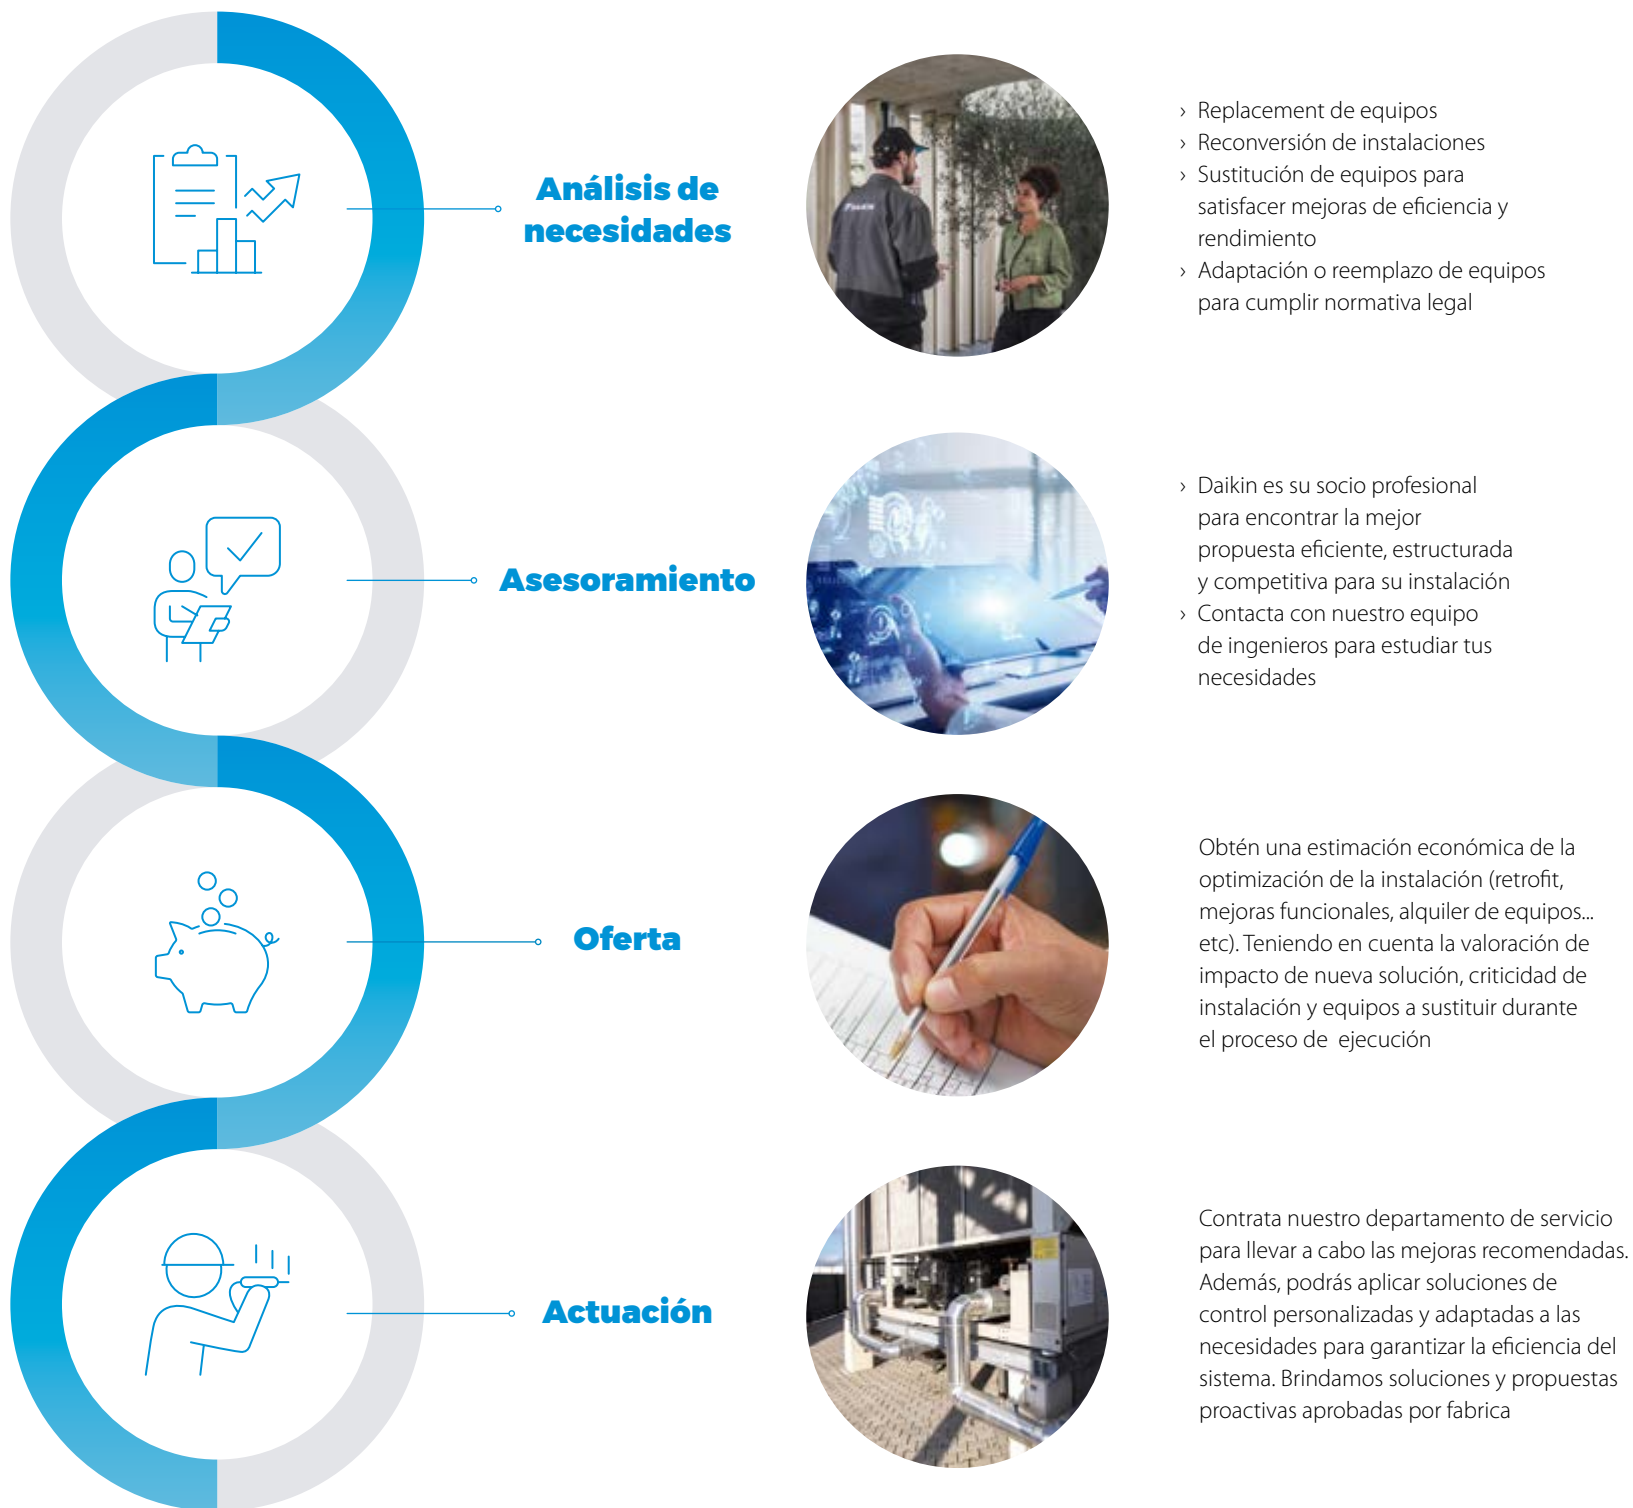 Análisis de
necesidades
› Replacement de equipos
› Reconversión de instalaciones
› Sustitución de equipos para
satisfacer mejoras de eficiencia y
rendimiento
› Adaptación o reemplazo de equipos
para cumplir normativa legal
Asesoramiento
› Daikin es su socio profesional
para encontrar la mejor
propuesta eficiente, estructurada
y competitiva para su instalación
› Contacta con nuestro equipo
de ingenieros para estudiar tus
necesidades
Oferta
Obtén una estimación económica de la
optimización de la instalación (retrofit,
mejoras funcionales, alquiler de equipos...
etc). Teniendo en cuenta la valoración de
impacto de nueva solución, criticidad de
instalación y equipos a sustituir durante
el proceso de  ejecución
Actuación
Contrata nuestro departamento de servicio
para llevar a cabo las mejoras recomendadas.
Además, podrás aplicar soluciones de
control personalizadas y adaptadas a las
necesidades para garantizar la eficiencia del
sistema. Brindamos soluciones y propuestas
proactivas aprobadas por fabrica